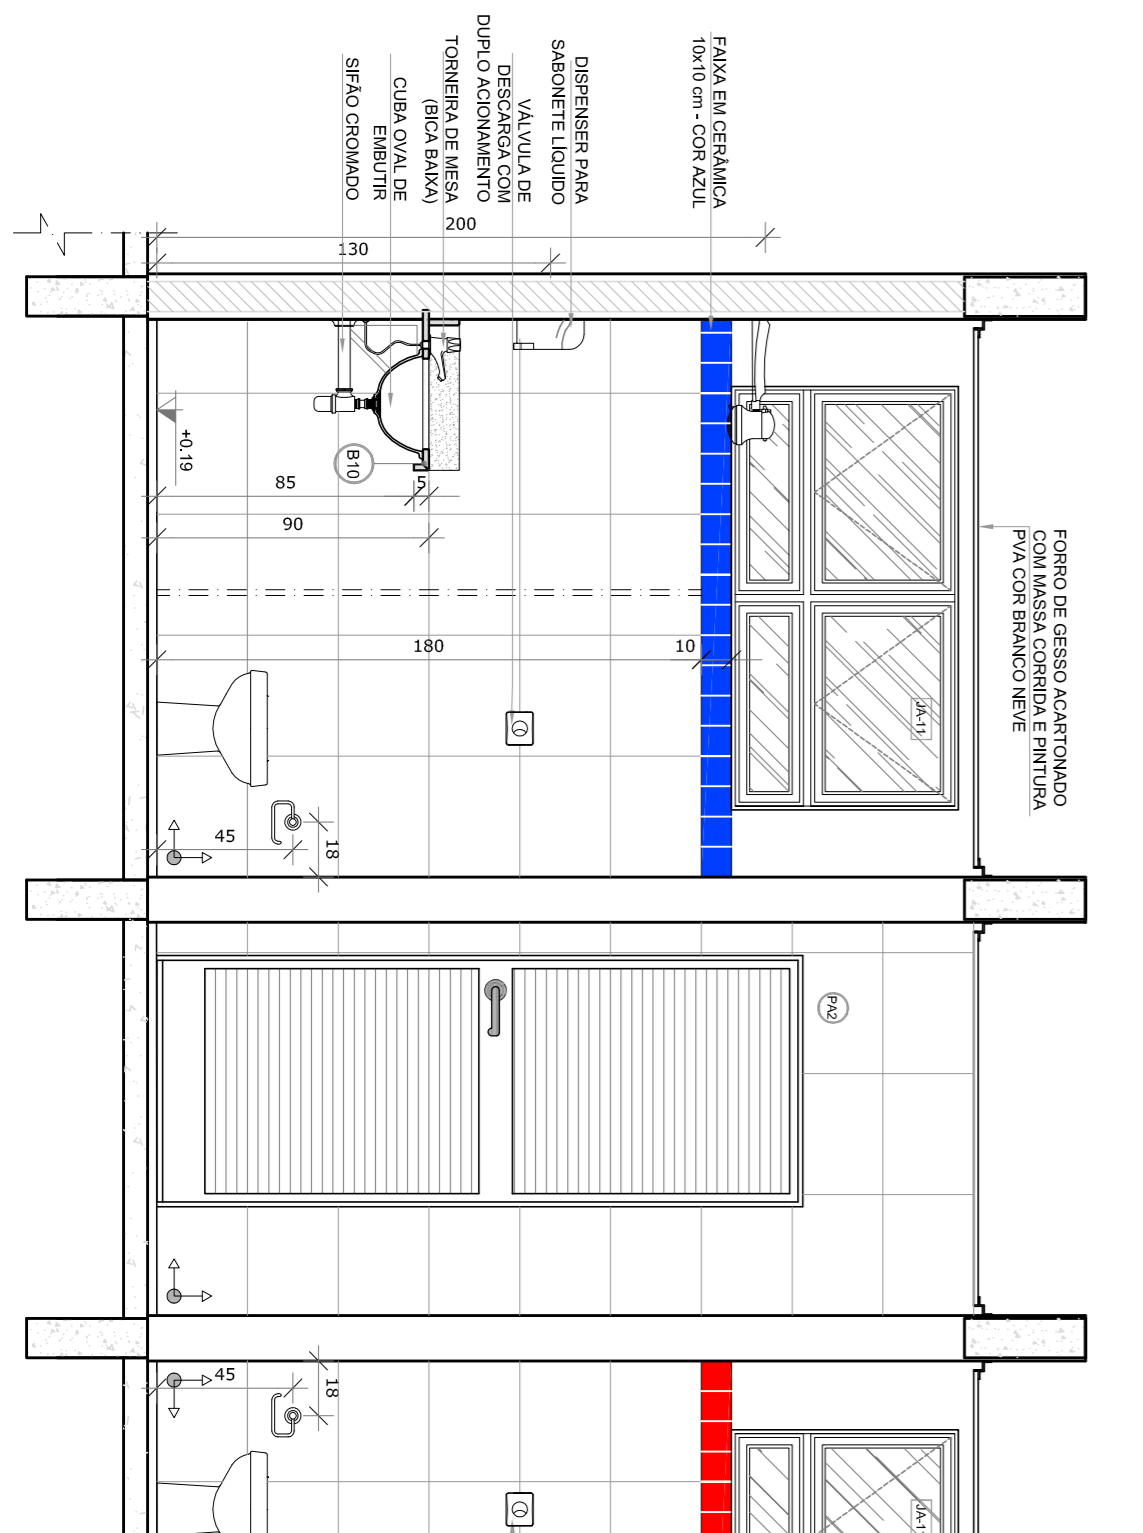 FAIXA EM CERÂMICA
10x10 cm - COR AZUL
DISPENSER PARA
SABONETE LÍQUIDO
VÁLVULA DE
DESCARGA COM
DUPLO ACIONAMENTO
TORNEIRA DE MESA
(BICA BAIXA)
CUBA OVAL DE
EMBUTIR
SIFÃO CROMADO
200
130
FORRO DE GESSO ACARTONADO
COM MASSA CORRIDA E PINTURA
PVA COR BRANCO NEVE
+0.19
B10
85
5
90
180
10
JA-11
45
18
PA2
45
18